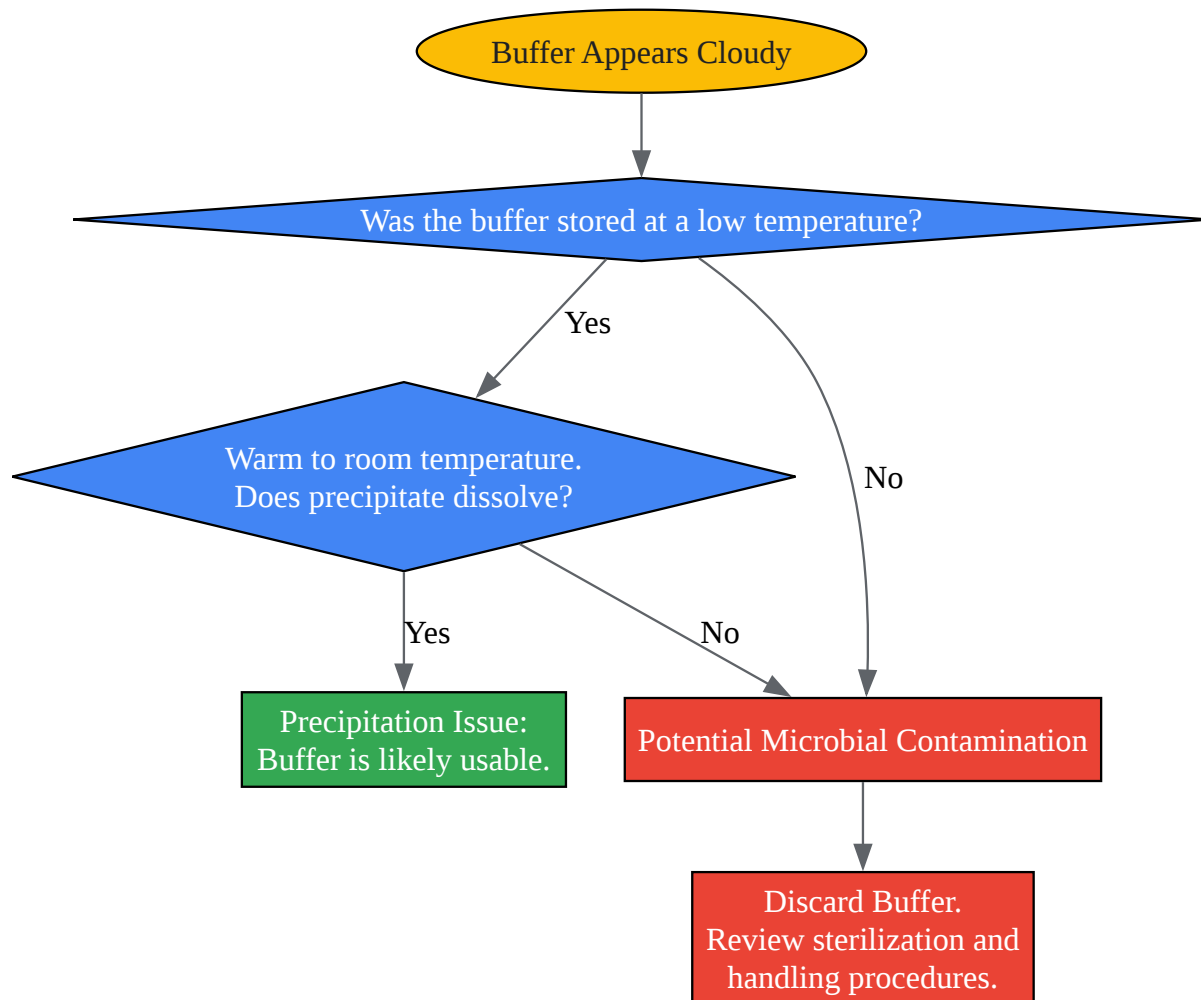 Buffer Appears Cloudy
Was the buffer stored at a low temperature?
Yes
No
Warm to room temperature.
Does precipitate dissolve?
Yes
No
Precipitation Issue:
Buffer is likely usable.
Potential Microbial Contamination
Discard Buffer.
Review sterilization and
handling procedures.